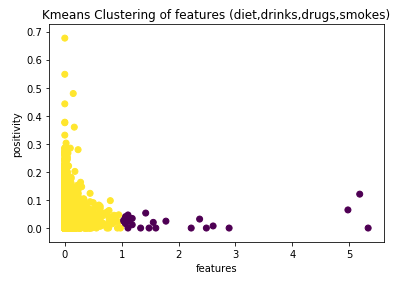 Kmeans Clustering of features (diet,drinks,drugs,smokes)
0.7
0.6
0.5
0.4
0.3
0.2
0.1
0.0
positivity
0 1 2 3 4 5
features